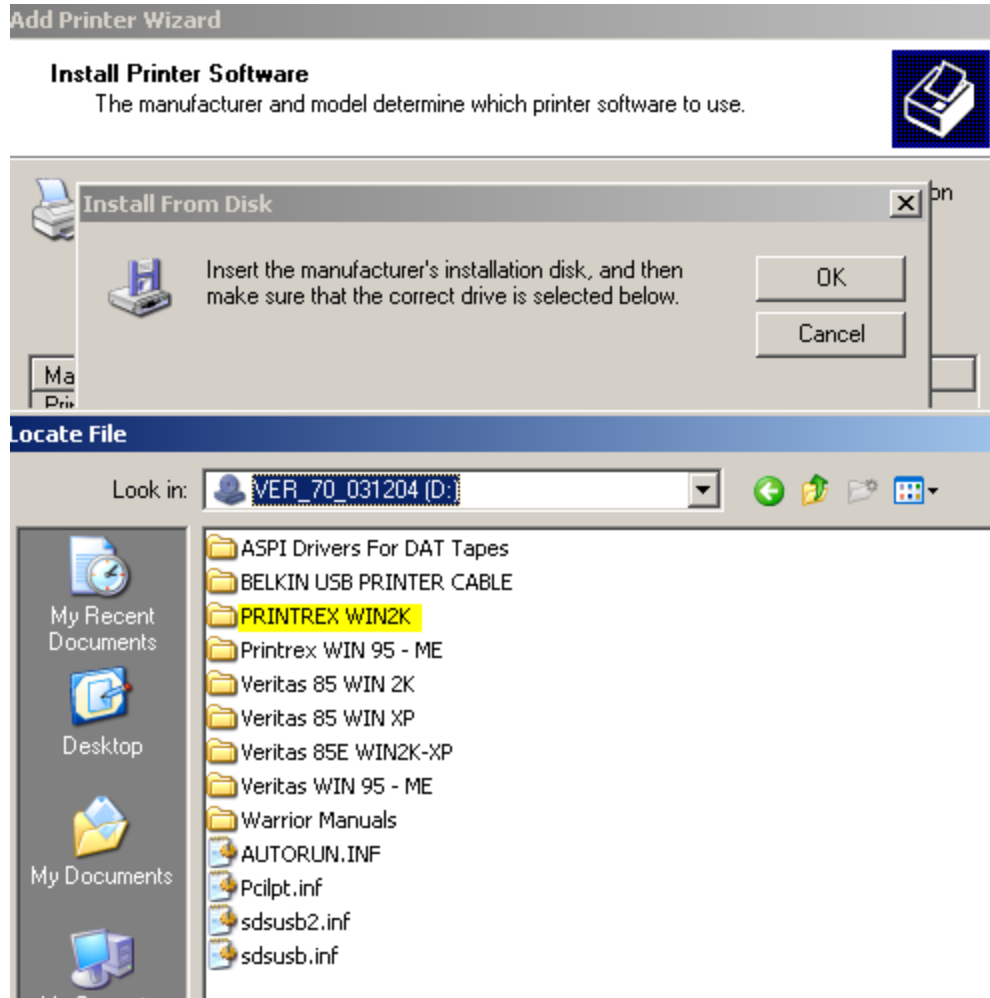 Add Printer Wizard
Install Printer Software
The manufacturer and model determine which printer software to use.
on
Install From Disk
Insert the manufacturer's installation disk, and then
make sure that the correct drive is selected below.
OK
Cancel
Ma
Locate File
Look in: VER_70_031204 (D:)
My Recent
Documents
Desktop
My Documents
ASPI Drivers For DAT Tapes
BELKIN USB PRINTER CABLE
PRINTREX WIN2K
Printrex WIN 95 - ME
Veritas 85 WIN 2K
Veritas 85 WIN XP
Veritas 85E WIN2K-XP
Veritas WIN 95 - ME
Warrior Manuals
AUTORUN.INF
Pcilpt.inf
sdsusb2.inf
sdsusb.inf